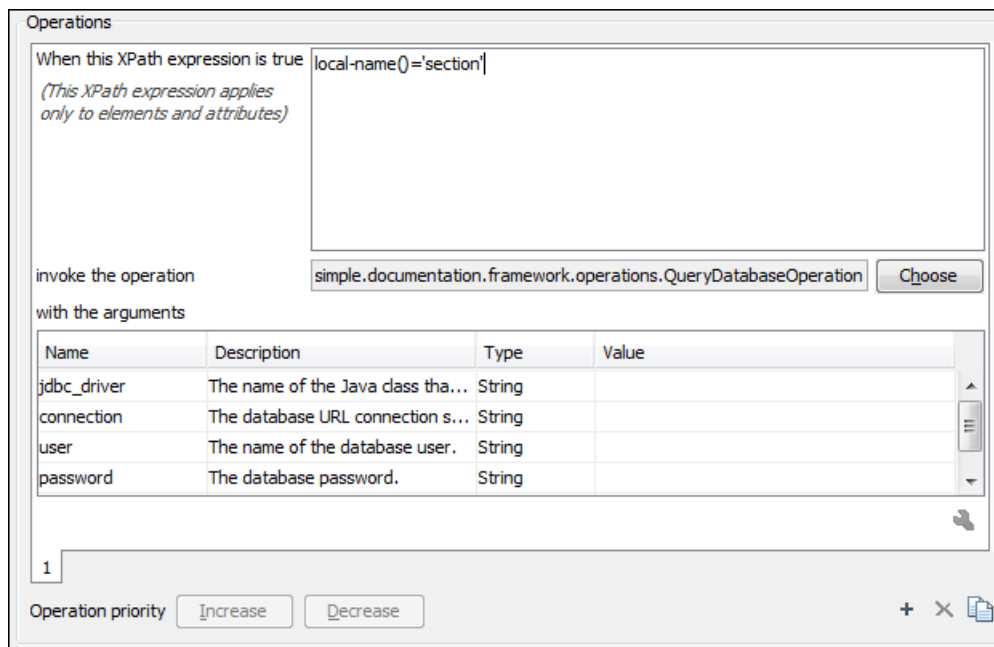 Operations
When this XPath expression is true
local-name()='section'
(This XPath expression applies
only to elements and attributes)
invoke the operation
simple.documentation.framework.operations.QueryDatabaseOperation
Choose
with the arguments
Name Description Type Value
jdbc_driver The name of the Java class tha... String
connection The database URL connection s... String
user The name of the database user. String
password The database password. String
1
Operation priority Increase Decrease